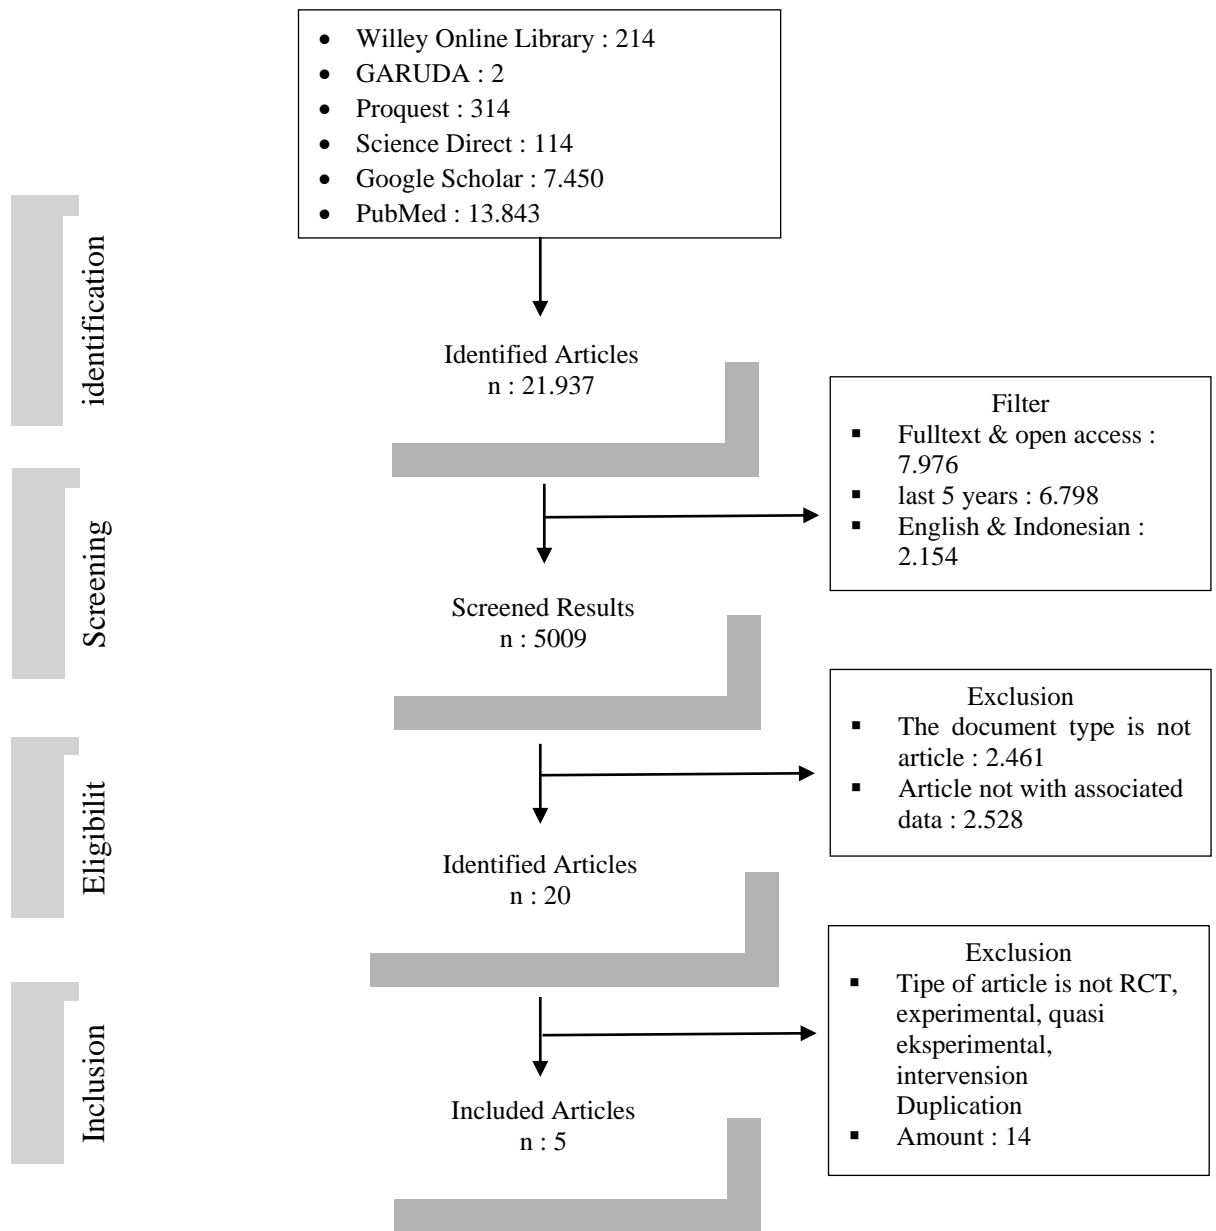 • Willey Online Library : 214
• GARUDA : 2
• Proquest : 314
• Science Direct : 114
• Google Scholar : 7.450
• PubMed : 13.843
identification
Identified Articles
n : 21.937
Filter
▪ Fulltext & open access :
7.976
▪ last 5 years : 6.798
▪ English & Indonesian :
2.154
Screening
Screened Results
n : 5009
Exclusion
▪ The document type is not
article : 2.461
▪ Article not with associated
data : 2.528
Eligibilit
Identified Articles
n : 20
Exclusion
▪ Tipe of article is not RCT,
experimental, quasi
eksperimental,
intervension
Duplication
▪ Amount : 14
Inclusion
Included Articles
n : 5